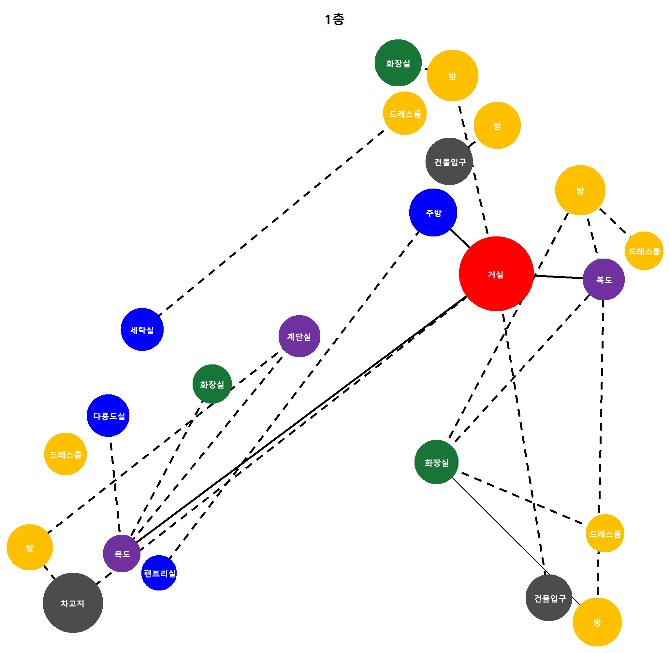 1층
화장실
방
드레스룸
방
건물입구
방
주방
드레스룸
거실
복도
세탁실
계단실
화장실
다용도실
드레스룸
화장실
드레스룸
방
복도
팬트리실
차고지
건물입구
방